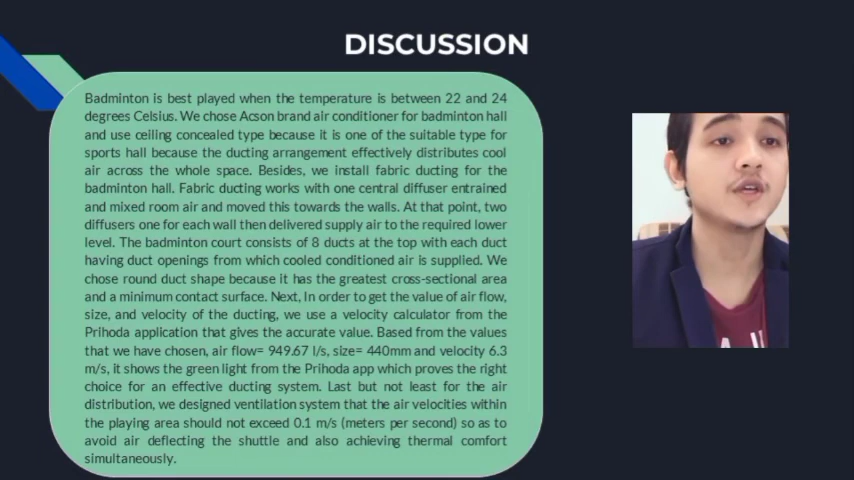 DISCUSSION
Badminton is best played when the temperature is between 22 and 24
degrees Celsius. We chose Acson brand air conditioner for badminton hall
and use ceiling concealed type because it is one of the suitable type for
sports hall because the ducting arrangement effectively distributes cool
air across the whole space. Besides, we install fabric ducting for the
badminton hall. Fabric ducting works with one central diffuser entrained
and mixed room air and moved this towards the walls. At that point, two
diffusers one for each wall then delivered supply air to the required lower
level. The badminton court consists of 8 ducts at the top with each duct
having duct openings from which cooled conditioned air is supplied. We
chose round duct shape because it has the greatest cross-sectional area
and a minimum contact surface. Next, In order to get the value of air flow,
size, and velocity of the ducting, we use a velocity calculator from the
Prihoda application that gives the accurate value. Based from the values
that we have chosen, air flow= 949.67 l/s, size= 440mm and velocity 6.3
m/s, it shows the green light from the Prihoda app which proves the right
choice for an effective ducting system. Last but not least for the air
distribution, we designed ventilation system that the air velocities within
the playing area should not exceed 0.1 m/s (meters per second) so as to
avoid air deflecting the shuttle and also achieving thermal comfort
simultaneously.